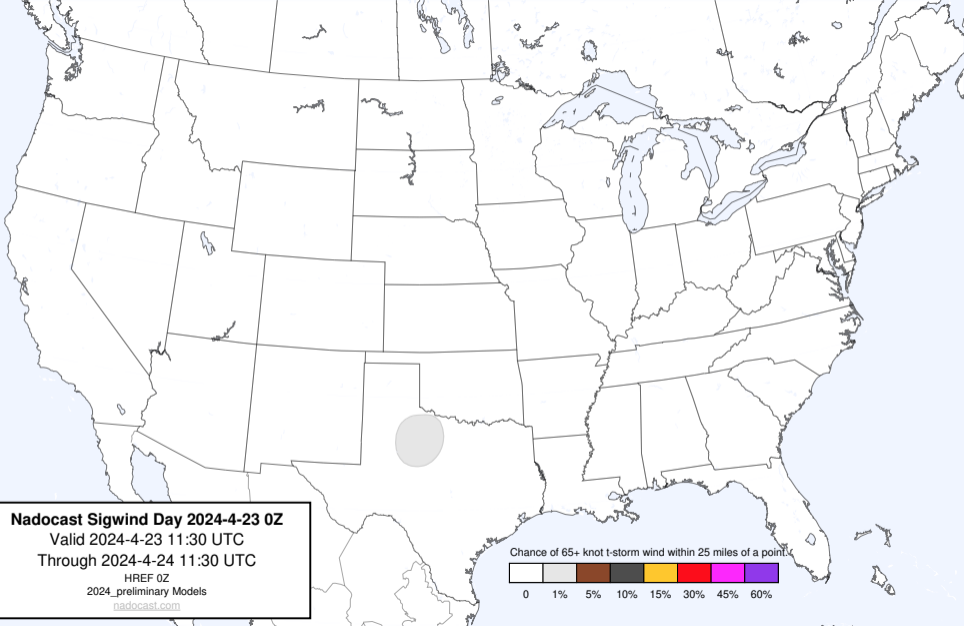 Nadocast Sigwind Day 2024-4-23 0Z
Valid 2024-4-23 11:30 UTC
Through 2024-4-24 11:30 UTC
HREF 0Z
2024_preliminary Models
nadocast.com
Chance of 65+ knot t-storm wind within 25 miles of a point.
0 1% 5% 10% 15% 30% 45% 60%